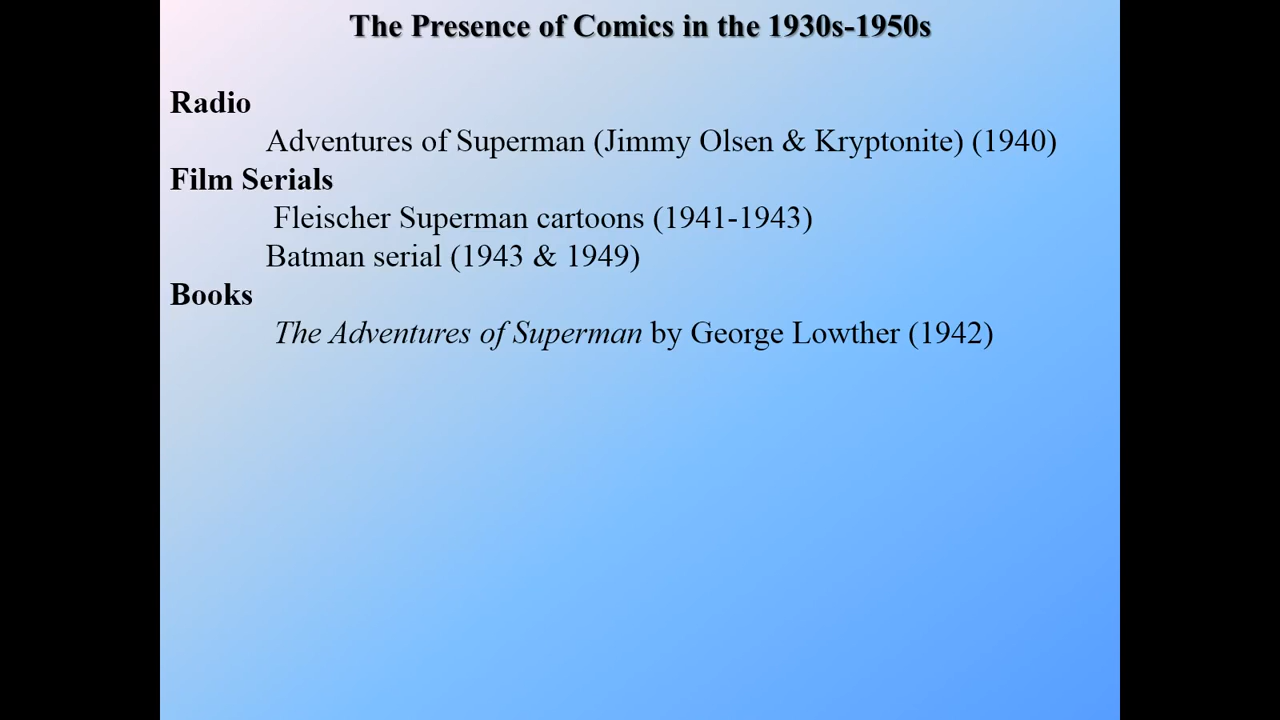 The Presence of Comics in the 1930s-1950s
Radio
Adventures of Superman (Jimmy Olsen & Kryptonite) (1940)
Film Serials
Fleischer Superman cartoons (1941-1943)
Batman serial (1943 & 1949)
Books
The Adventures of Superman by George Lowther (1942)